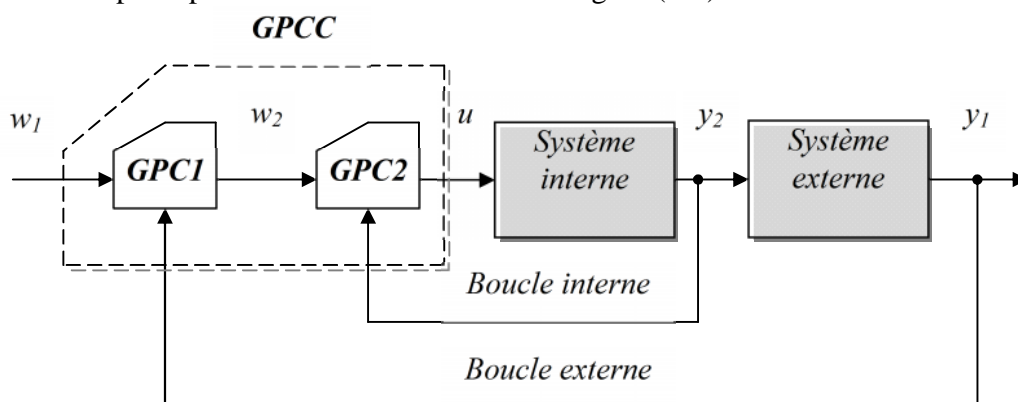 GPCC
w1
w2
u
y2
y1
GPC1
GPC2
Système
interne
Système
externe
Boucle interne
Boucle externe